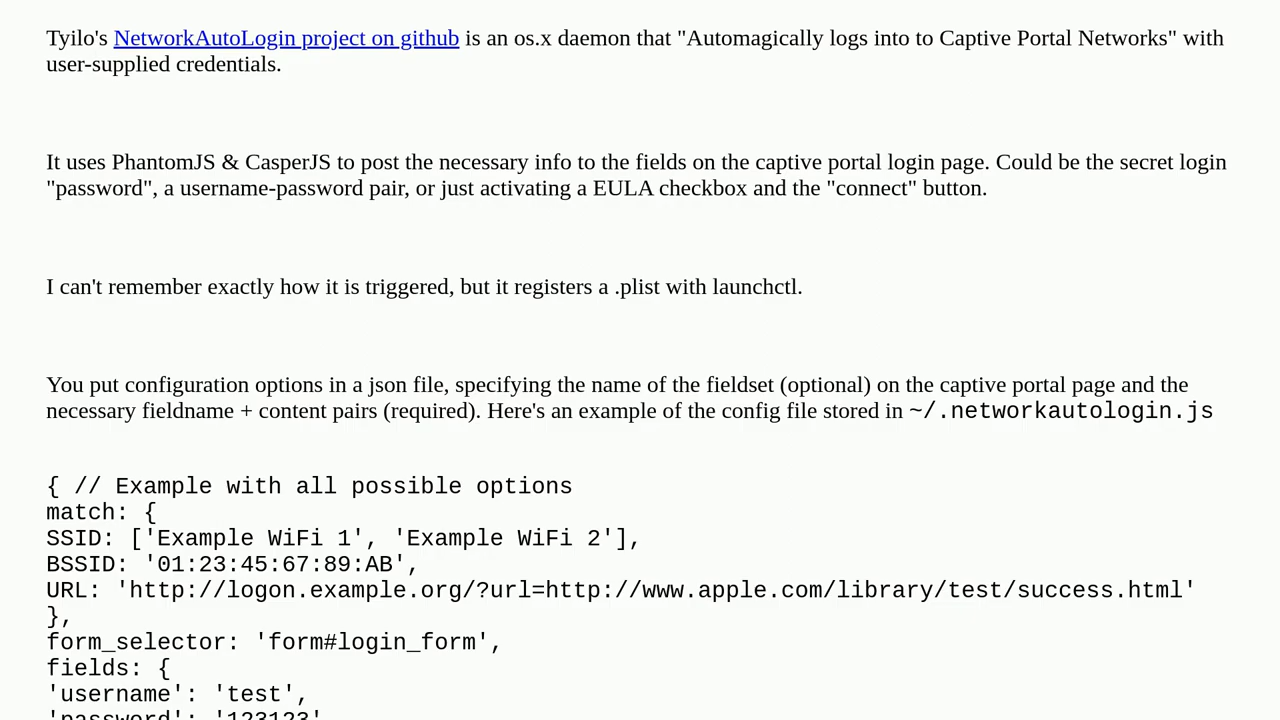 Tyilo's NetworkAutoLogin project on github is an os.x daemon that "Automagically logs into to Captive Portal Networks" with
user-supplied credentials.
It uses PhantomJS & CasperJS to post the necessary info to the fields on the captive portal login page. Could be the secret login
"password", a username-password pair, or just activating a EULA checkbox and the "connect" button.
I can't remember exactly how it is triggered, but it registers a .plist with launchctl.
You put configuration options in a json file, specifying the name of the fieldset (optional) on the captive portal page and the
necessary fieldname + content pairs (required). Here's an example of the config file stored in ~/.networkautologin.js
{ // Example with all possible options
match: {
SSID: ['Example WiFi 1', 'Example WiFi 2'],
BSSID: '01:23:45:67:89:AB',
URL: 'http://logon.example.org/?url=http://www.apple.com/library/test/success.html'
},
form_selector: 'form#login_form',
fields: {
'username': 'test',
'password': '123123'